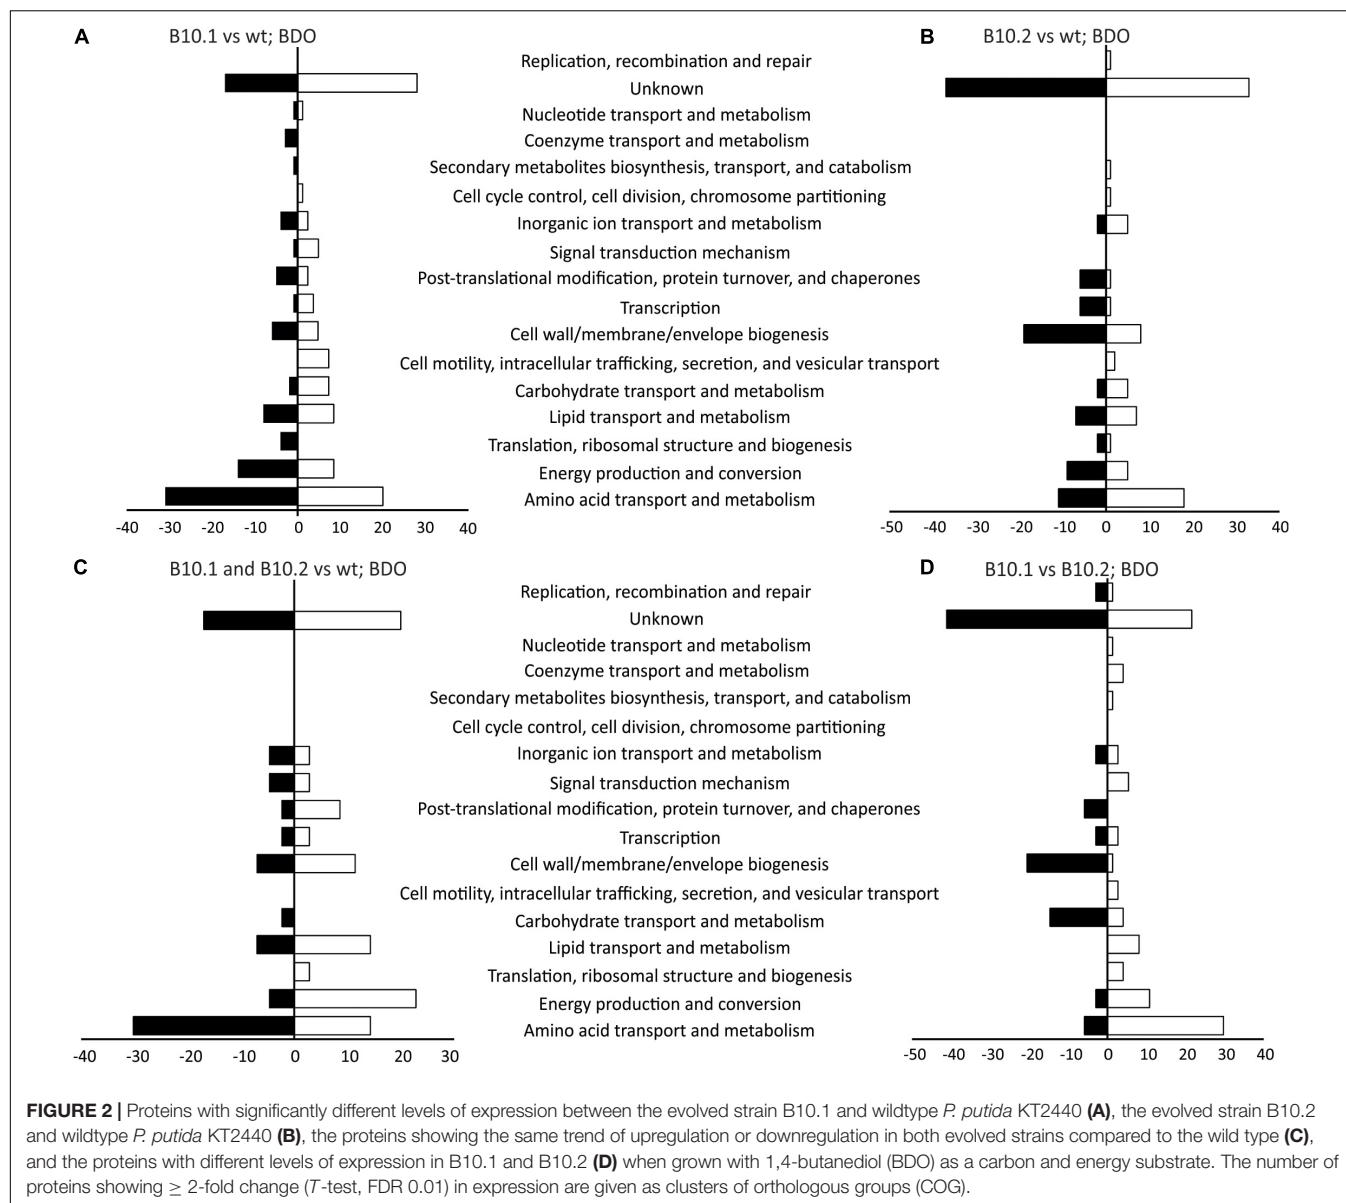 A B10.1 vs wt; BDO
B B10.2 vs wt; BDO
Replication, recombination and repair
Unknown
Nucleotide transport and metabolism
Coenzyme transport and metabolism
Secondary metabolites biosynthesis, transport, and catabolism
Cell cycle control, cell division, chromosome partitioning
Inorganic ion transport and metabolism
Signal transduction mechanism
Post-translational modification, protein turnover, and chaperones
Transcription
Cell wall/membrane/envelope biogenesis
Cell motility, intracellular trafficking, secretion, and vesicular transport
Carbohydrate transport and metabolism
Lipid transport and metabolism
Translation, ribosomal structure and biogenesis
Energy production and conversion
Amino acid transport and metabolism
-40 -30 -20 -10 0 10 20 30 40
-50 -40 -30 -20 -10 0 10 20 30 40
C B10.1 and B10.2 vs wt; BDO
D B10.1 vs B10.2; BDO
Replication, recombination and repair
Unknown
Nucleotide transport and metabolism
Coenzyme transport and metabolism
Secondary metabolites biosynthesis, transport, and catabolism
Cell cycle control, cell division, chromosome partitioning
Inorganic ion transport and metabolism
Signal transduction mechanism
Post-translational modification, protein turnover, and chaperones
Transcription
Cell wall/membrane/envelope biogenesis
Cell motility, intracellular trafficking, secretion, and vesicular transport
Carbohydrate transport and metabolism
Lipid transport and metabolism
Translation, ribosomal structure and biogenesis
Energy production and conversion
Amino acid transport and metabolism
-40 -30 -20 -10 0 10 20 30
-50 -40 -30 -20 -10 0 10 20 30 40
FIGURE 2 | Proteins with significantly different levels of expression between the evolved strain B10.1 and wildtype P. putida KT2440 (A), the evolved strain B10.2
and wildtype P. putida KT2440 (B), the proteins showing the same trend of upregulation or downregulation in both evolved strains compared to the wild type (C),
and the proteins with different levels of expression in B10.1 and B10.2 (D) when grown with 1,4-butanediol (BDO) as a carbon and energy substrate. The number of
proteins showing ≥ 2-fold change (T-test, FDR 0.01) in expression are given as clusters of orthologous groups (COG).